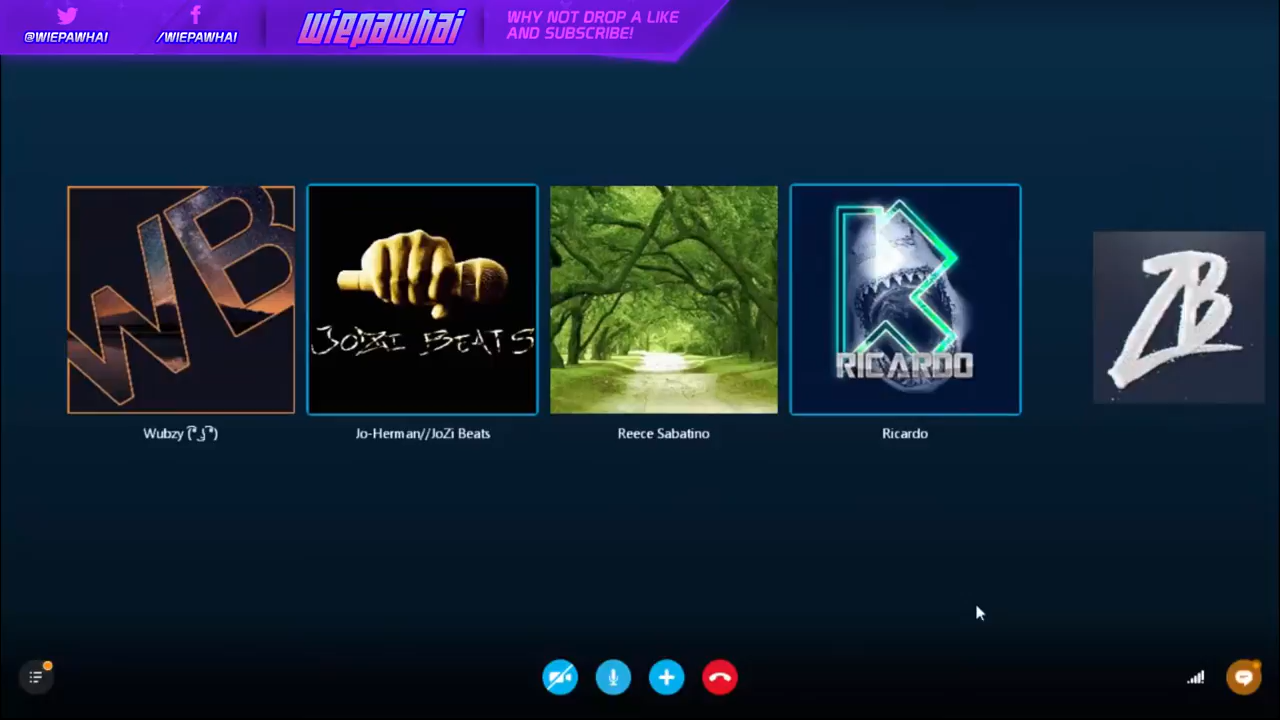 @WIEPAWHAI
/WIEPAWHAI
wiepawhai
WHY NOT DROP A LIKE
AND SUBSCRIBE!
WB
JOZI BEATS
RICARDO
ZB
Wubzy ( ͡° ͜ʖ ͡°)
Jo-Herman//JoZi Beats
Reece Sabatino
Ricardo